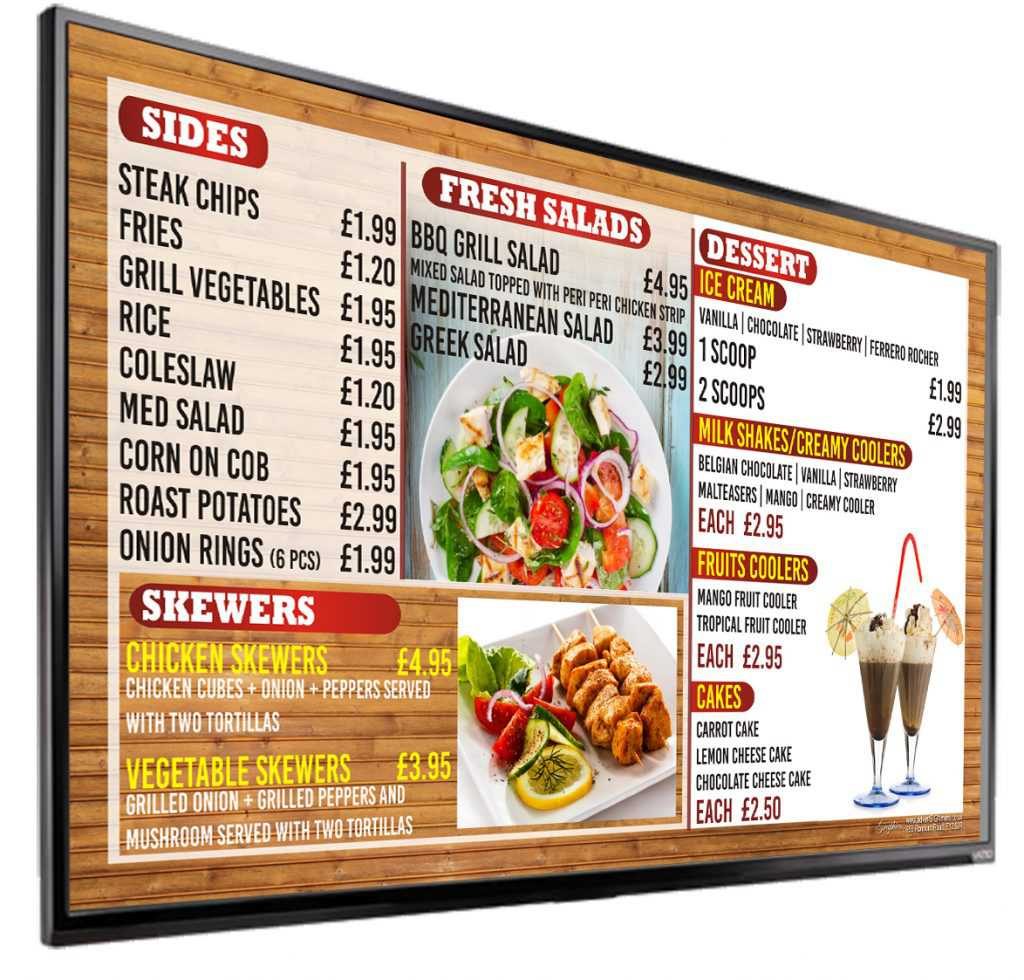 SIDES
STEAK CHIPS £1.99
FRIES £1.20
GRILL VEGETABLES £1.95
RICE £1.95
COLESLAW £1.20
MED SALAD £1.95
CORN ON COB £1.95
ROAST POTATOES £2.99
ONION RINGS (6 PCS) £1.99
SKEWERS
CHICKEN SKEWERS £4.95
CHICKEN CUBES + ONION + PEPPERS SERVED
WITH TWO TORTILLAS
VEGETABLE SKEWERS £3.95
GRILLED ONION + GRILLED PEPPERS AND
MUSHROOM SERVED WITH TWO TORTILLAS
FRESH SALADS
BBQ GRILL SALAD £4.95
MIXED SALAD TOPPED WITH PERI PERI CHICKEN STRIP
MEDITERRANEAN SALAD £3.99
GREEK SALAD £2.99
DESSERT
ICE CREAM
VANILLA | CHOCOLATE | STRAWBERRY | FERRERO ROCHER
1 SCOOP £1.99
2 SCOOPS £2.99
MILK SHAKES/CREAMY COOLERS
BELGIAN CHOCOLATE | VANILLA | STRAWBERRY
MALTEASERS | MANGO | CREAMY COOLER
EACH £2.95
FRUITS COOLERS
MANGO FRUIT COOLER
TROPICAL FRUIT COOLER
EACH £2.95
CAKES
CARROT CAKE
LEMON CHEESE CAKE
CHOCOLATE CHEESE CAKE
EACH £2.50
VIZIO